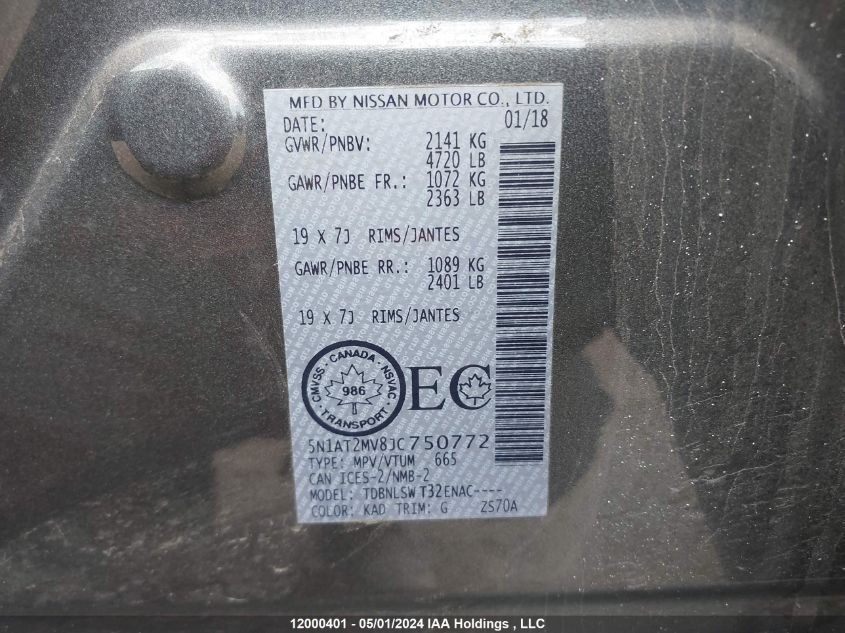 MFD BY NISSAN MOTOR CO., LTD.
DATE: 01/18
GVWR/PNBV: 2141 KG
4720 LB
GAWR/PNBE FR.: 1072 KG
2363 LB
19 X 7J RIMS/JANTES
GAWR/PNBE RR.: 1089 KG
2401 LB
19 X 7J RIMS/JANTES
CMVSS · CANADA · NSVAC · TRANSPORT ·
986
EC
5N1AT2MV8JC750772
TYPE: MPV/VTUM 665
CAN ICES-2/NMB-2
MODEL: TDBNLSW T32ENAC----
COLOR: KAD TRIM: G ZS70A
12000401 - 05/01/2024 IAA Holdings , LLC